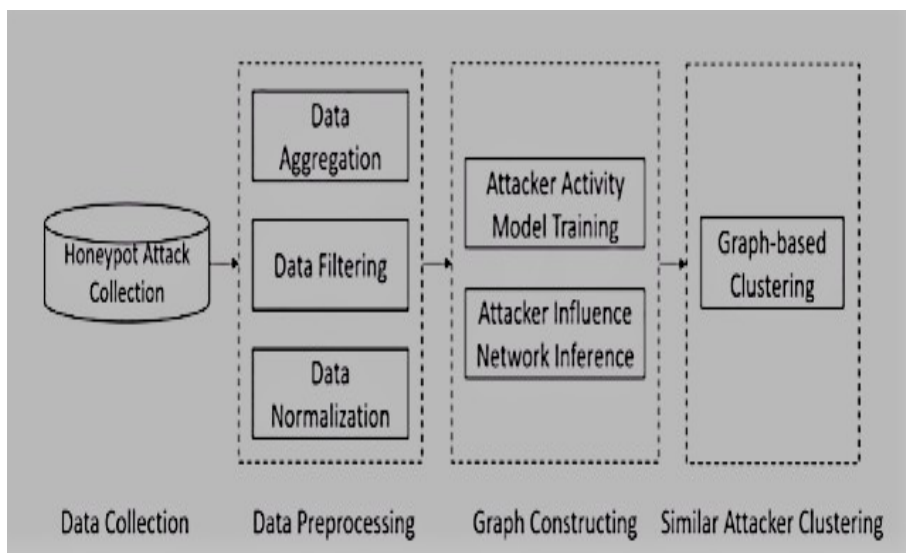 Honeypot Attack
Collection
Data
Aggregation
Data Filtering
Data
Normalization
Attacker Activity
Model Training
Attacker Influence
Network Inference
Graph-based
Clustering
Data Collection
Data Preprocessing
Graph Constructing
Similar Attacker Clustering